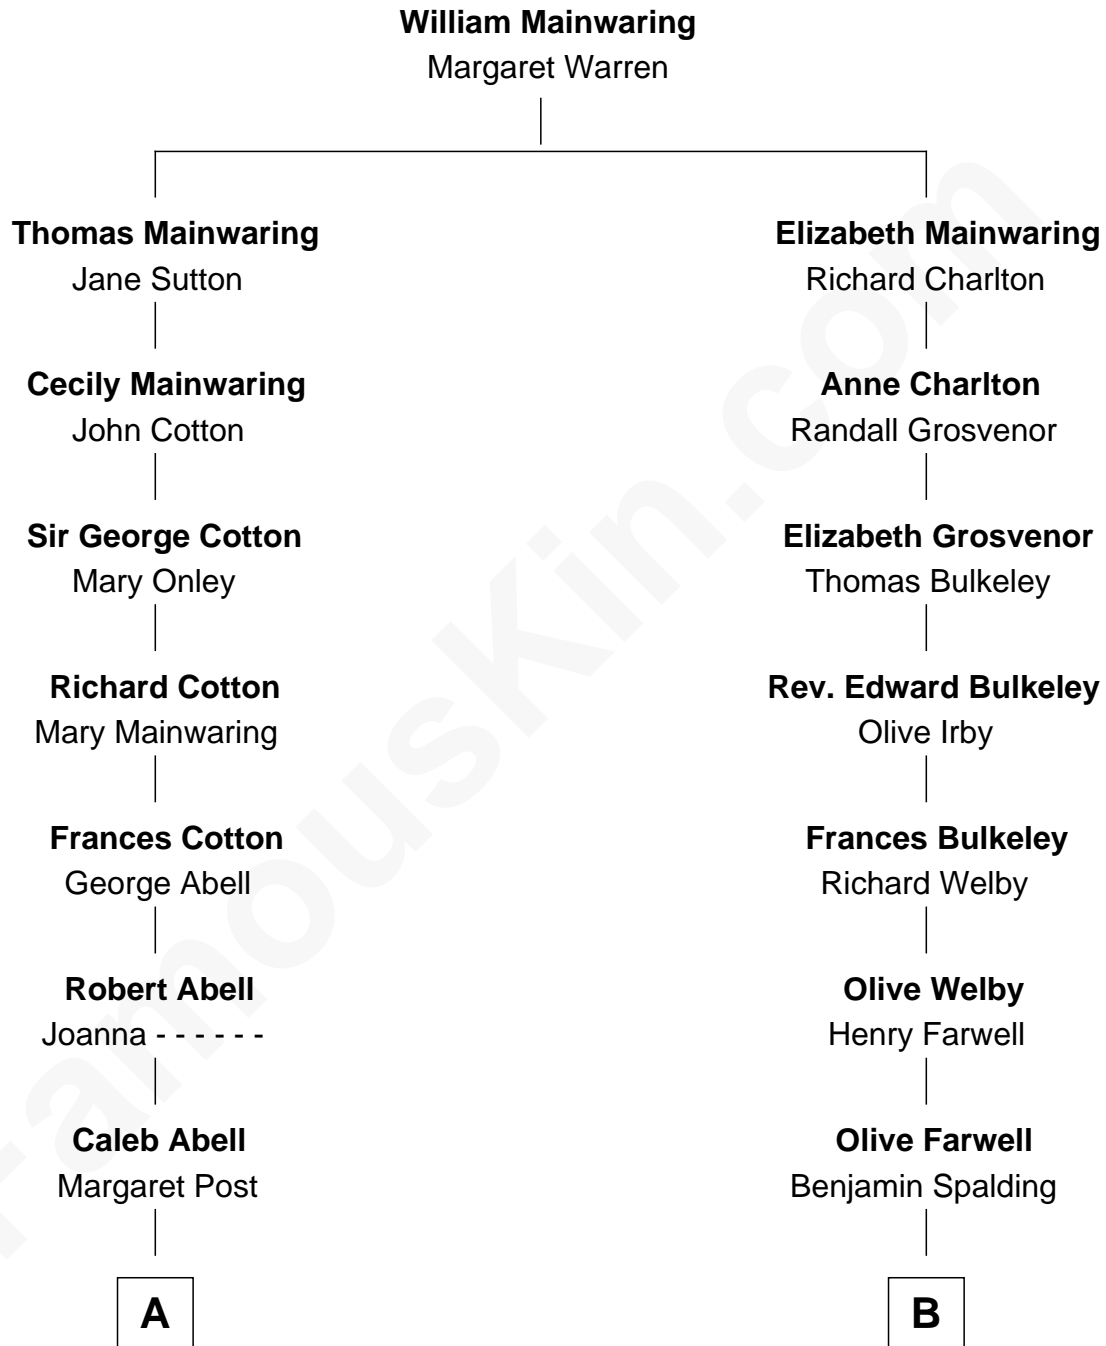 William Mainwaring
Margaret Warren
Thomas Mainwaring
Jane Sutton
Elizabeth Mainwaring
Richard Charlton
Cecily Mainwaring
John Cotton
Anne Charlton
Randall Grosvenor
Sir George Cotton
Mary Onley
Elizabeth Grosvenor
Thomas Bulkeley
Richard Cotton
Mary Mainwaring
Rev. Edward Bulkeley
Olive Irby
Frances Cotton
George Abell
Frances Bulkeley
Richard Welby
Robert Abell
Joanna - - - - - -
Olive Welby
Henry Farwell
Caleb Abell
Margaret Post
Olive Farwell
Benjamin Spalding
A
B
FamousKin.com